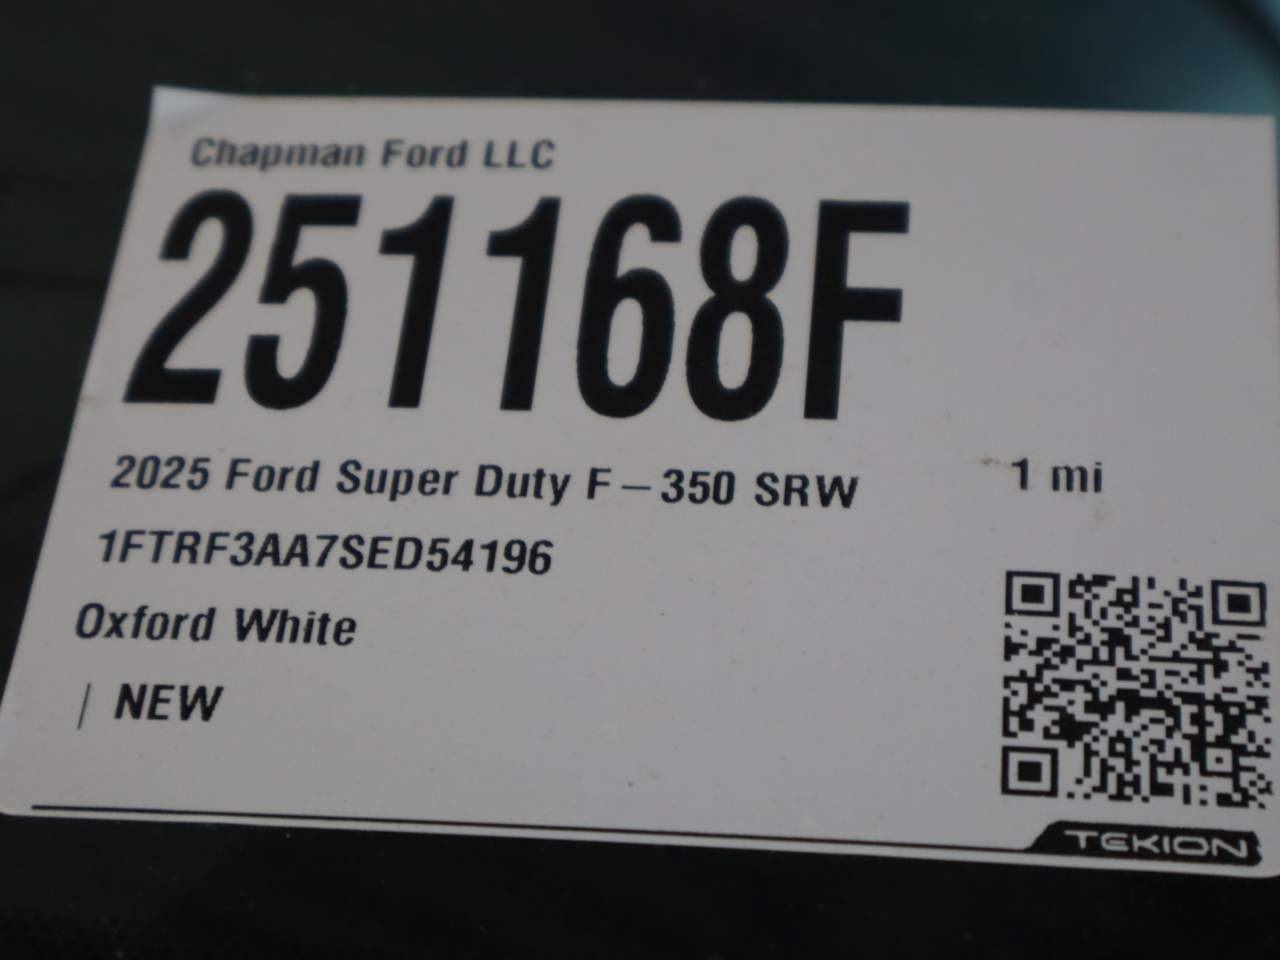 Chapman Ford LLC
251168F
2025 Ford Super Duty F-350 SRW 1 mi
1FTRF3AA7SED54196
Oxford White
| NEW
TEKION